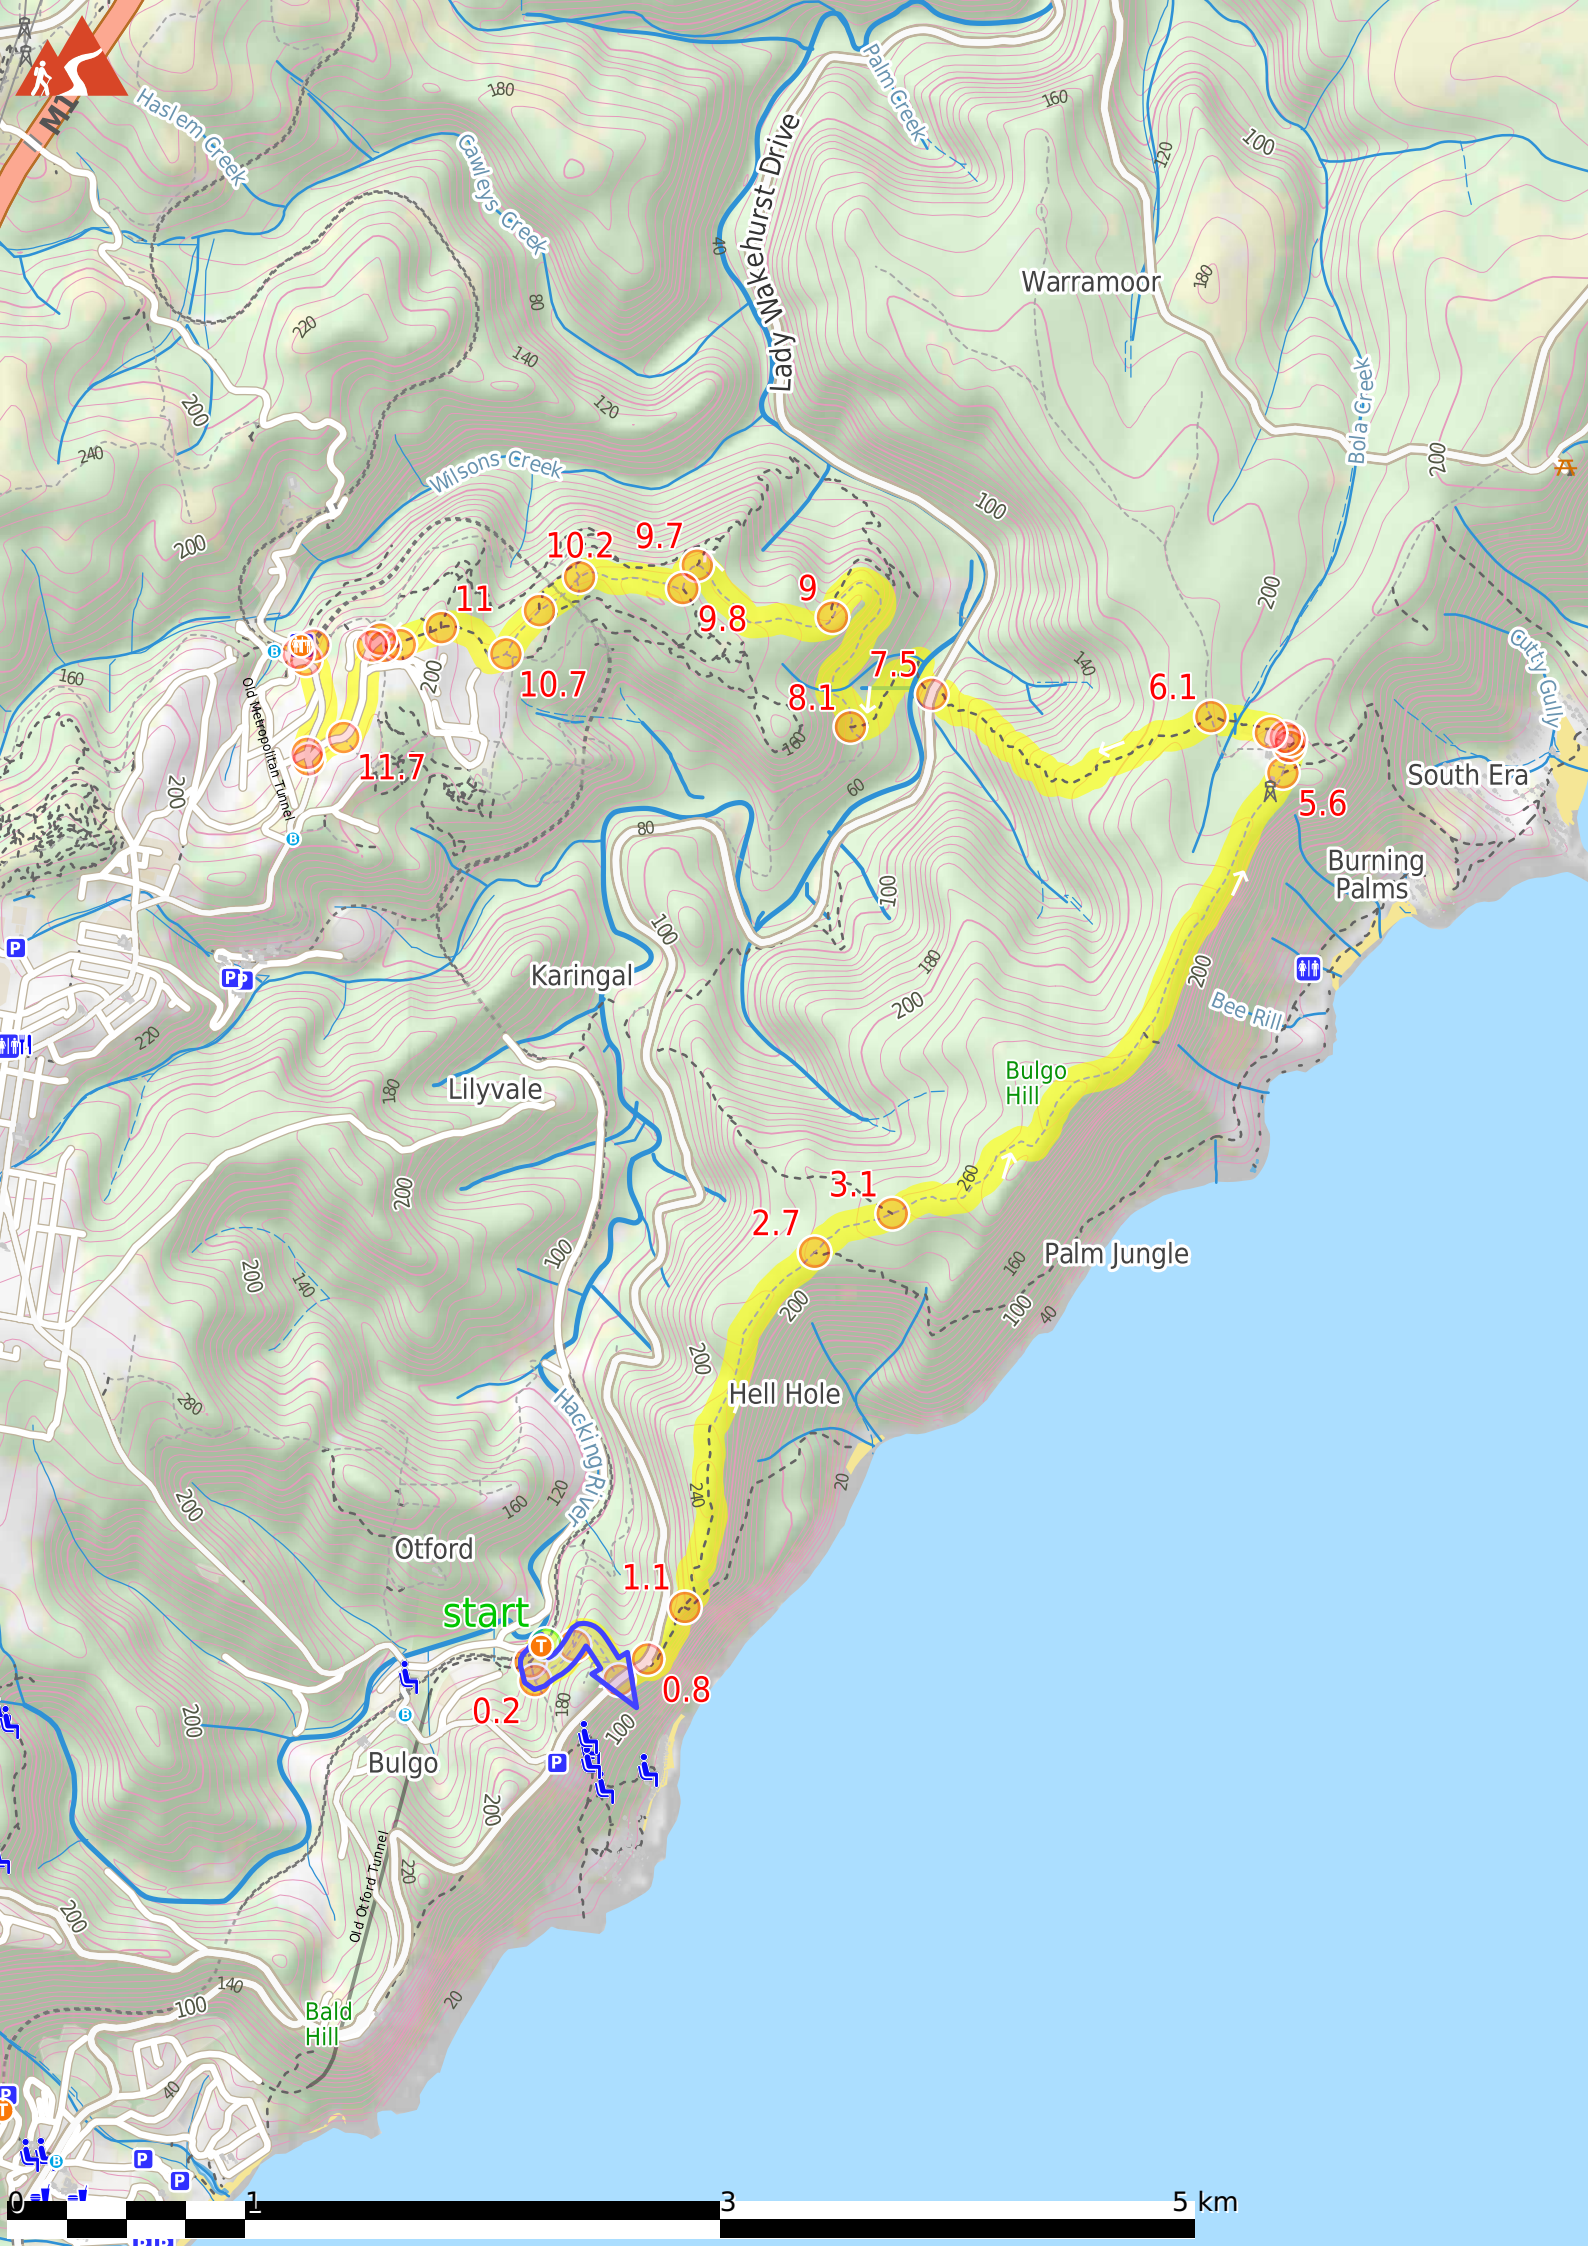 M1
Haslem Creek
180
Cawleys Creek
Palm Creek
160
100
120
Lady Wakehurst Drive
40
Warramoor
180
80
220
140
120
200
240
Wilsons Creek
Bola Creek
200
100
200
200
10.2
9.7
9
11
9.8
10.7
200
7.5
8.1
140
6.1
Cutty Gully
160
Old Metropolitan Tunnel
11.7
160
60
South Era
5.6
200
80
Burning
Palms
100
100
Karingal
180
200
200
Bee Rill
220
Bulgo
Hill
180
Lilyvale
200
3.1
260
2.7
100
160
Palm Jungle
200
140
200
100
40
200
Hell Hole
280
Hacking River
240
20
200
160
120
Otford
1.1
start
T
0.8
0.2
180
200
100
Bulgo
P
200
220
Old Otford Tunnel
200
140
100
20
Bald
Hill
40
0
1
3
5 km